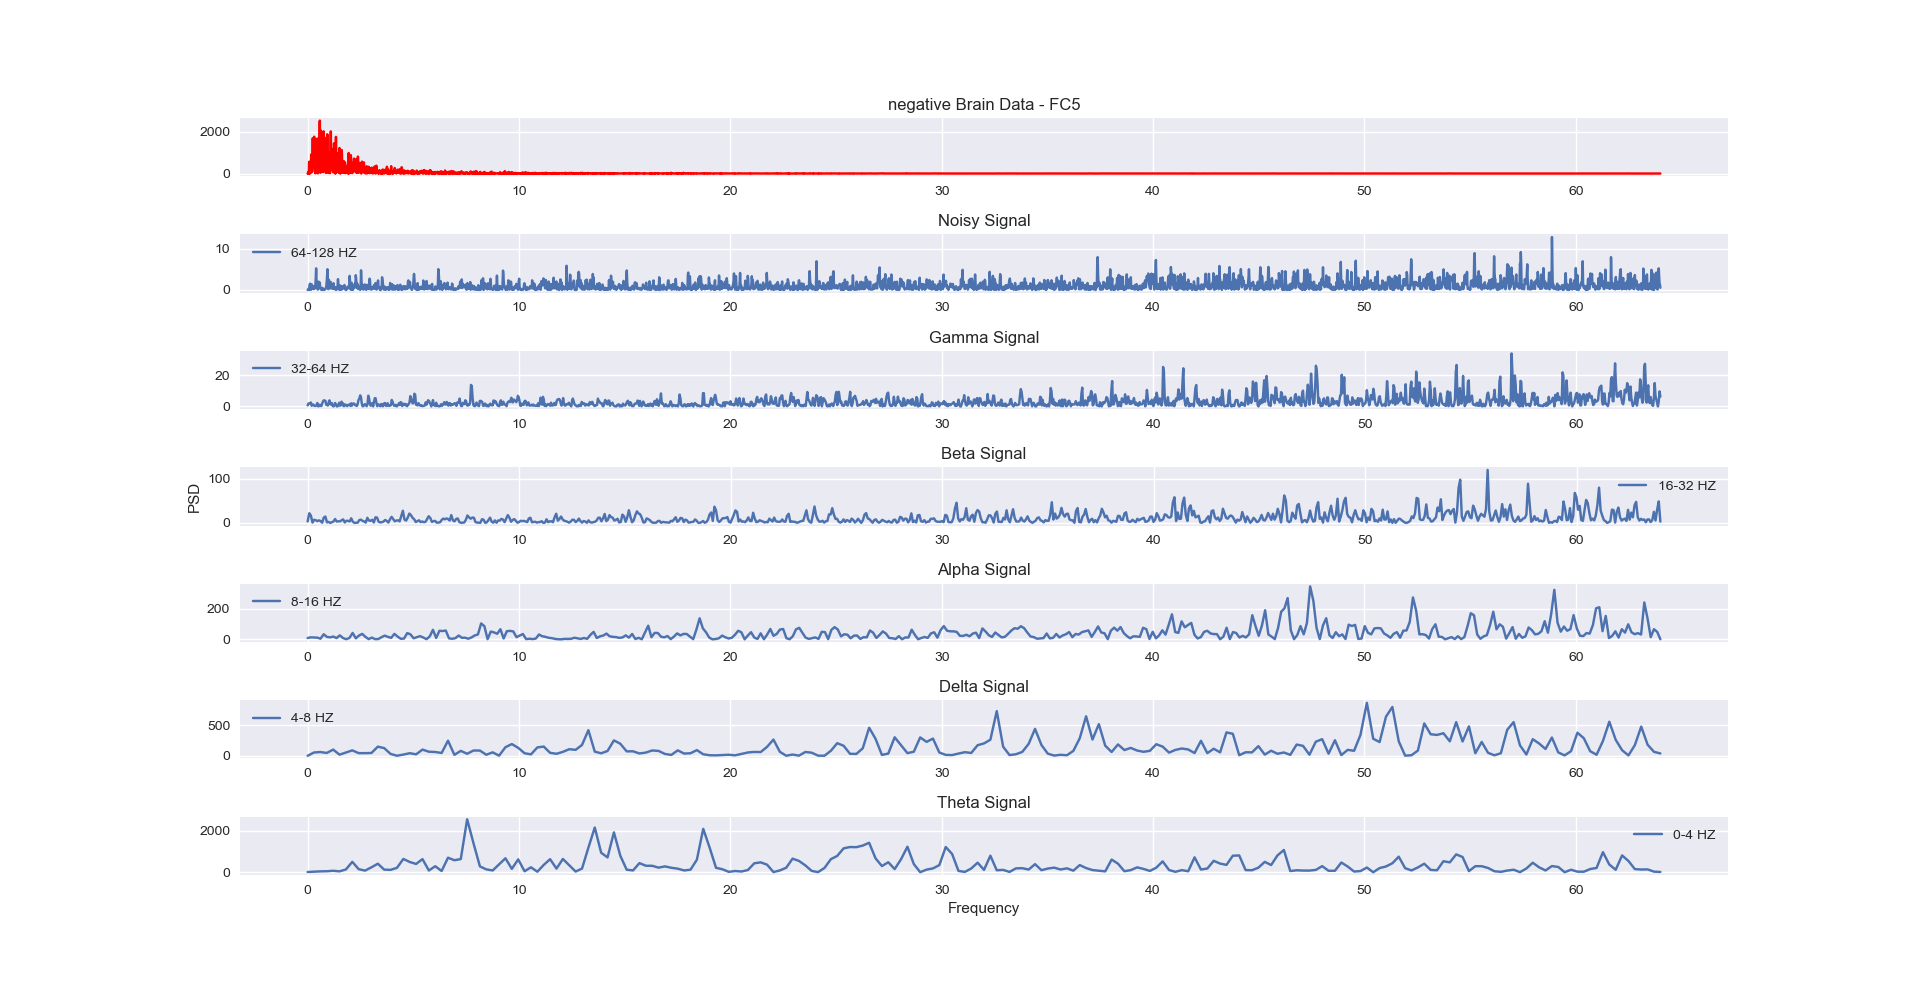 negative Brain Data - FC5
2000
0
0 10 20 30 40 50 60
Noisy Signal
64-128 HZ
10
0
0 10 20 30 40 50 60
Gamma Signal
32-64 HZ
20
0
0 10 20 30 40 50 60
Beta Signal
16-32 HZ
100
0
PSD
0 10 20 30 40 50 60
Alpha Signal
8-16 HZ
200
0
0 10 20 30 40 50 60
Delta Signal
4-8 HZ
500
0
0 10 20 30 40 50 60
Theta Signal
0-4 HZ
2000
0
0 10 20 30 40 50 60
Frequency